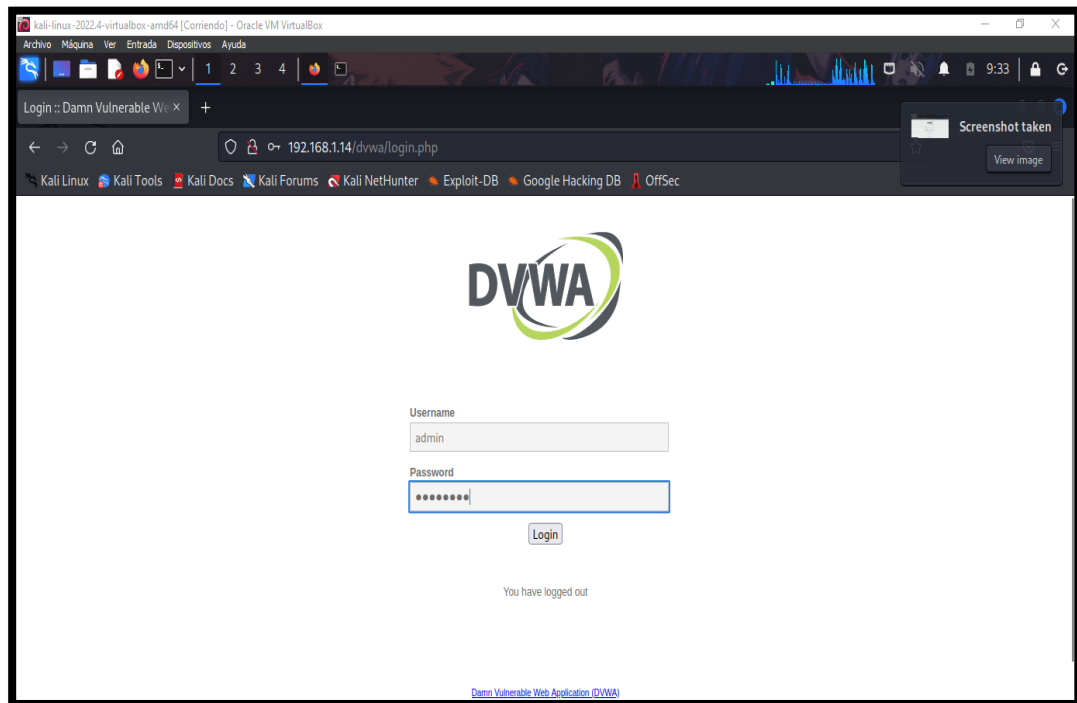 kali-linux-2022.4-virtualbox-amd64 [Corriendo] - Oracle VM VirtualBox
Archivo Máquina Ver Entrada Dispositivos Ayuda
1 2 3 4 9:33
Login :: Damn Vulnerable We
Screenshot taken
View image
192.168.1.14/dvwa/login.php
Kali Linux Kali Tools Kali Docs Kali Forums Kali NetHunter Exploit-DB Google Hacking DB OffSec
DVWA
Username
admin
Password
Login
You have logged out
Damn Vulnerable Web Application (DVWA)